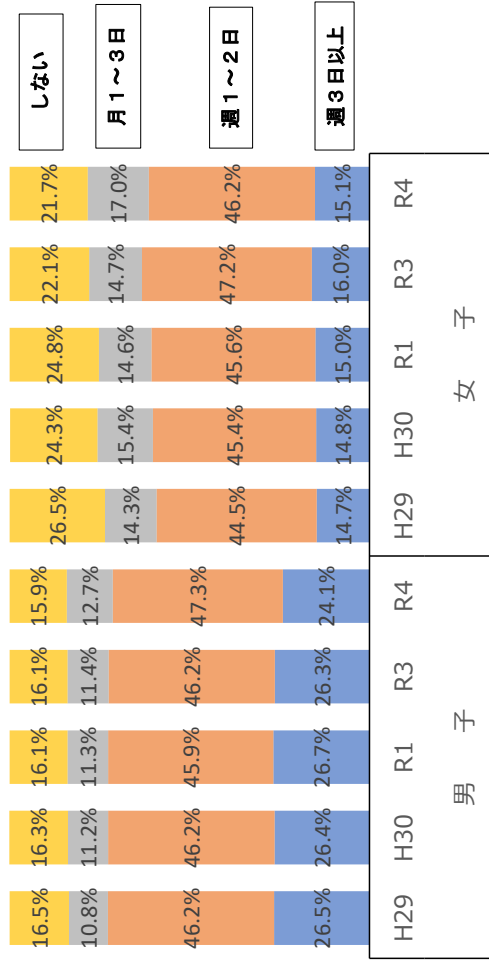 しない
月１～３日
週１～２日
週３日以上
16.5% 16.3% 16.1% 16.1% 15.9% 26.5% 24.3% 24.8% 22.1% 21.7%
10.8% 11.2% 11.3% 11.4% 12.7% 14.3% 15.4% 14.6% 14.7% 17.0%
46.2% 46.2% 45.9% 46.2% 47.3% 44.5% 45.4% 45.6% 47.2% 46.2%
26.5% 26.4% 26.7% 26.3% 24.1% 14.7% 14.8% 15.0% 16.0% 15.1%
H29 H30 R1 R3 R4 H29 H30 R1 R3 R4
男 子 女 子